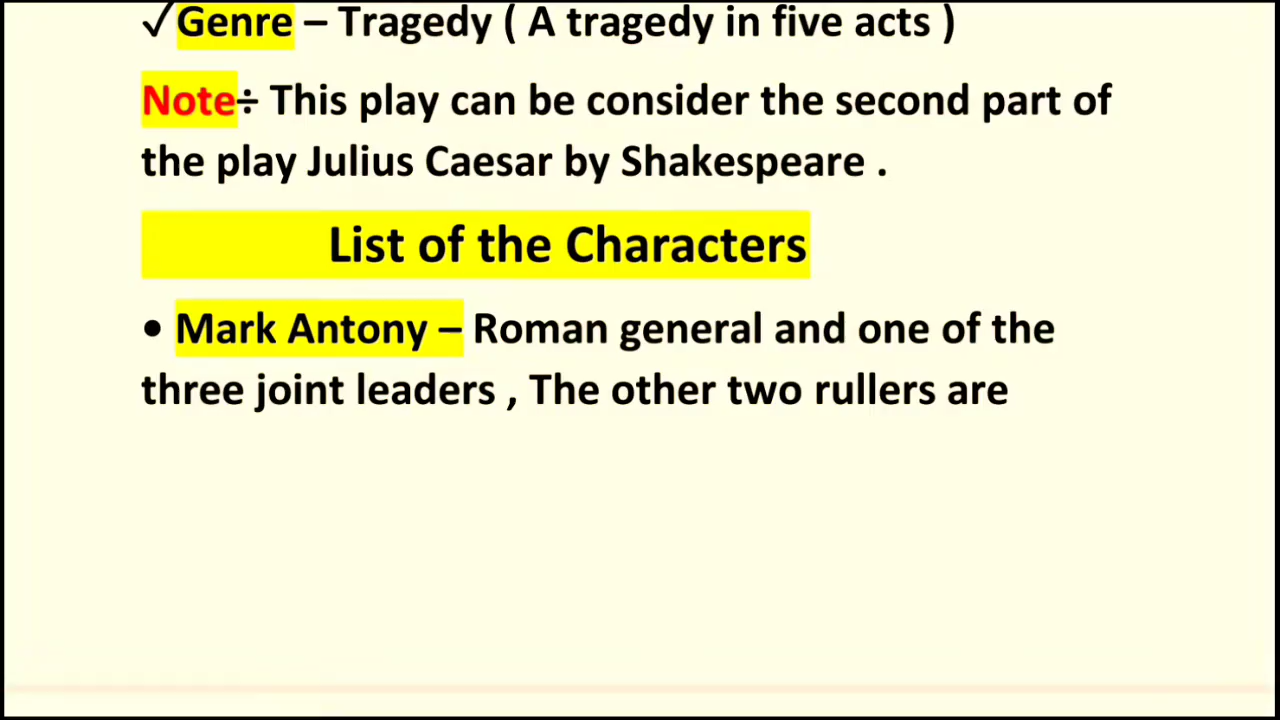 ✓Genre – Tragedy ( A tragedy in five acts )
Note÷ This play can be consider the second part of
the play Julius Caesar by Shakespeare .
List of the Characters
• Mark Antony – Roman general and one of the
three joint leaders , The other two rullers are